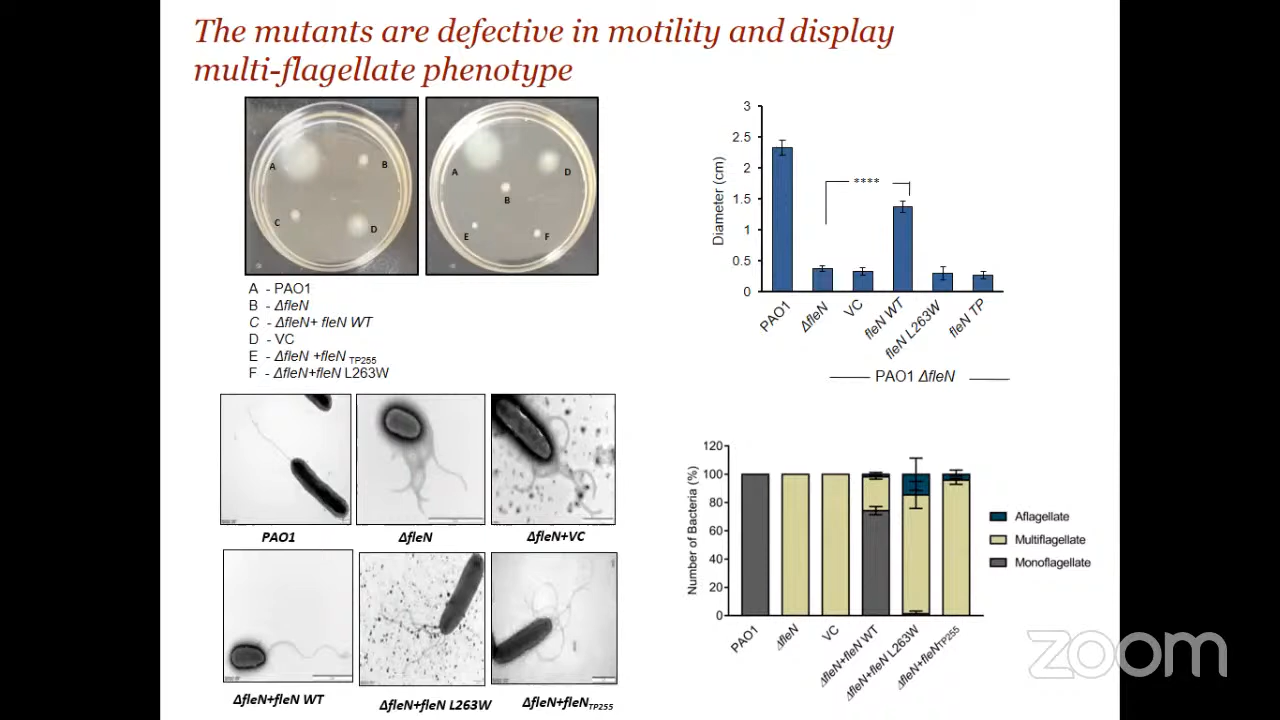 The mutants are defective in motility and display
multi-flagellate phenotype
A
B
C
D
A
D
B
E
F
A - PAO1
B - ΔfleN
C - ΔfleN+ fleN WT
D - VC
E - ΔfleN +fleN TP255
F - ΔfleN+fleN L263W
3
2.5
2
1.5
1
0.5
0
Diameter (cm)
****
PAO1
ΔfleN
VC
fleN WT
fleN L263W
fleN TP
PAO1 ΔfleN
PAO1
ΔfleN
ΔfleN+VC
ΔfleN+fleN WT
ΔfleN+fleN L263W
ΔfleN+fleNTP255
120
100
80
60
40
20
0
Number of Bacteria (%)
PAO1
ΔfleN
VC
ΔfleN+fleN WT
ΔfleN+fleN L263W
ΔfleN+fleNTP255
Aflagellate
Multiflagellate
Monoflagellate
zoom